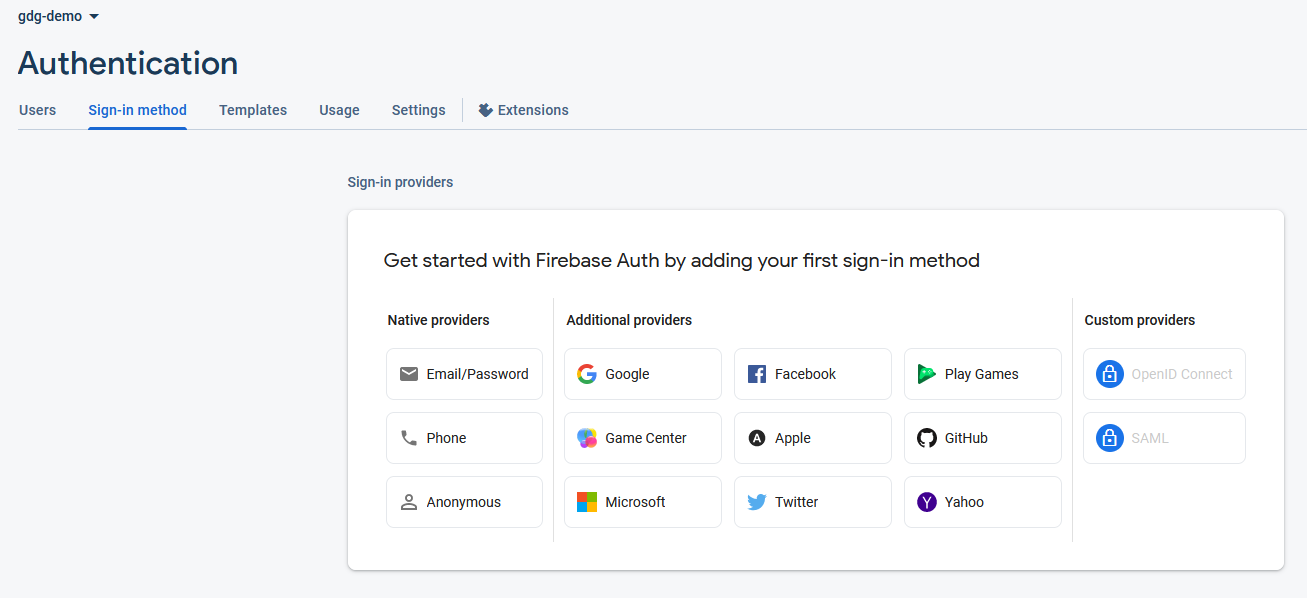 gdg-demo
Authentication
Users Sign-in method Templates Usage Settings Extensions
Sign-in providers
Get started with Firebase Auth by adding your first sign-in method
Native providers Additional providers Custom providers
Email/Password Google Facebook Play Games OpenID Connect
Phone Game Center Apple GitHub SAML
Anonymous Microsoft Twitter Yahoo